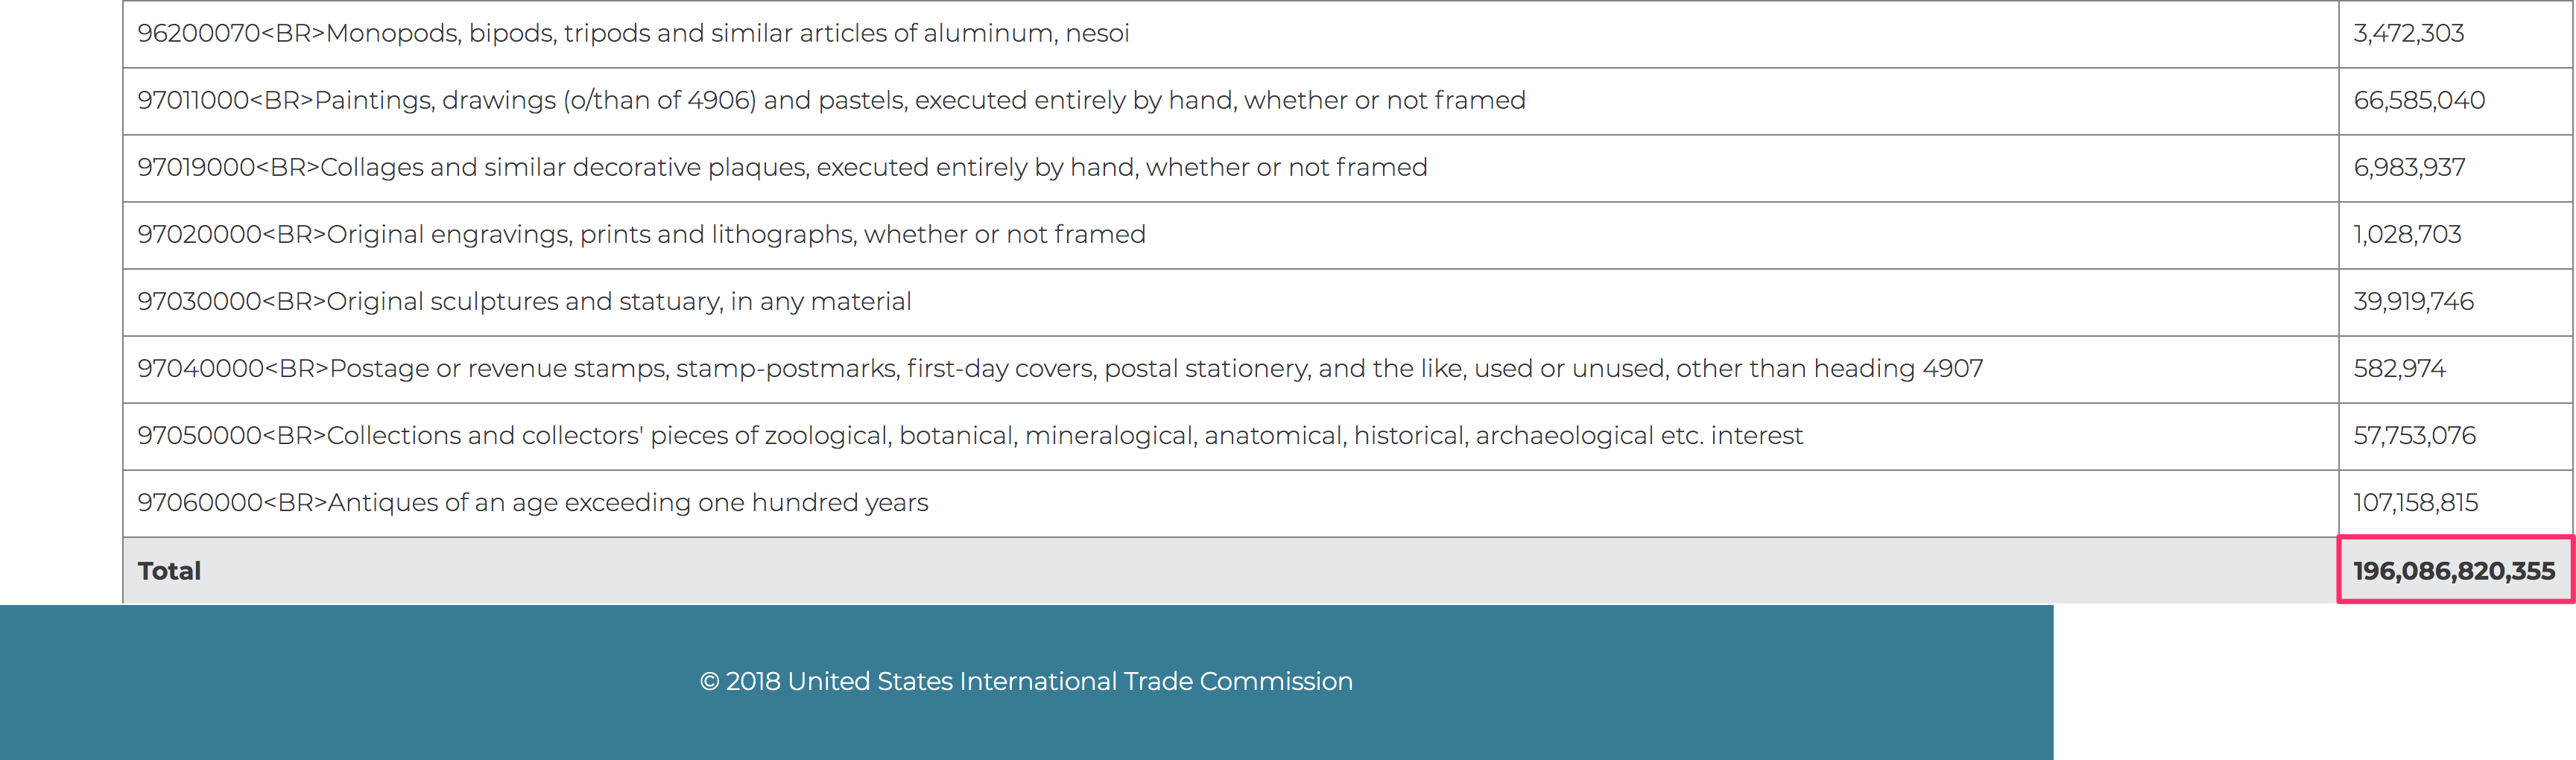 96200070<BR>Monopods, bipods, tripods and similar articles of aluminum, nesoi 3,472,303
97011000<BR>Paintings, drawings (o/than of 4906) and pastels, executed entirely by hand, whether or not framed 66,585,040
97019000<BR>Collages and similar decorative plaques, executed entirely by hand, whether or not framed 6,983,937
97020000<BR>Original engravings, prints and lithographs, whether or not framed 1,028,703
97030000<BR>Original sculptures and statuary, in any material 39,919,746
97040000<BR>Postage or revenue stamps, stamp-postmarks, first-day covers, postal stationery, and the like, used or unused, other than heading 4907 582,974
97050000<BR>Collections and collectors' pieces of zoological, botanical, mineralogical, anatomical, historical, archaeological etc. interest 57,753,076
97060000<BR>Antiques of an age exceeding one hundred years 107,158,815
Total 196,086,820,355
© 2018 United States International Trade Commission